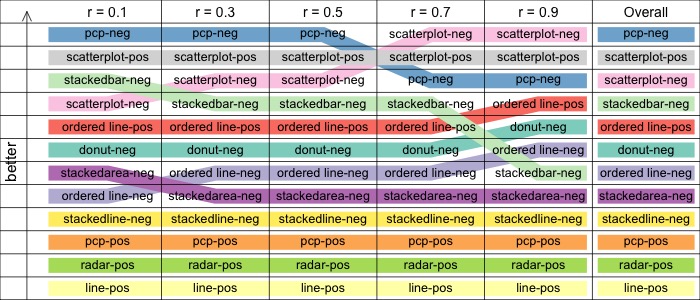 r = 0.1 r = 0.3 r = 0.5 r = 0.7 r = 0.9 Overall
pcp-neg pcp-neg pcp-neg scatterplot-neg scatterplot-neg pcp-neg
scatterplot-pos scatterplot-pos scatterplot-pos scatterplot-pos scatterplot-pos scatterplot-pos
stackedbar-neg scatterplot-neg scatterplot-neg pcp-neg pcp-neg scatterplot-neg
scatterplot-neg stackedbar-neg stackedbar-neg stackedbar-neg ordered line-pos stackedbar-neg
ordered line-pos ordered line-pos ordered line-pos ordered line-pos donut-neg ordered line-pos
donut-neg donut-neg donut-neg donut-neg ordered line-neg donut-neg
stackedarea-neg ordered line-neg ordered line-neg ordered line-neg stackedbar-neg ordered line-neg
ordered line-neg stackedarea-neg stackedarea-neg stackedarea-neg stackedarea-neg stackedarea-neg
stackedline-neg stackedline-neg stackedline-neg stackedline-neg stackedline-neg stackedline-neg
pcp-pos pcp-pos pcp-pos pcp-pos pcp-pos pcp-pos
radar-pos radar-pos radar-pos radar-pos radar-pos radar-pos
line-pos line-pos line-pos line-pos line-pos line-pos
better